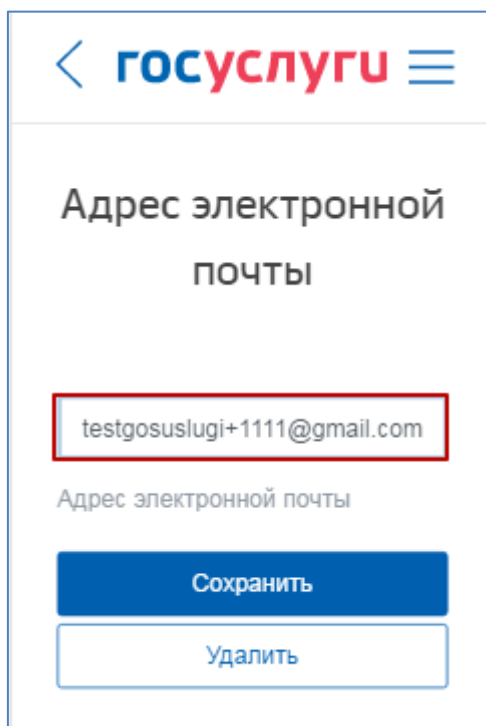 госуслуги
Адрес электронной
почты
testgosuslugi+1111@gmail.com
Адрес электронной почты
Сохранить
Удалить